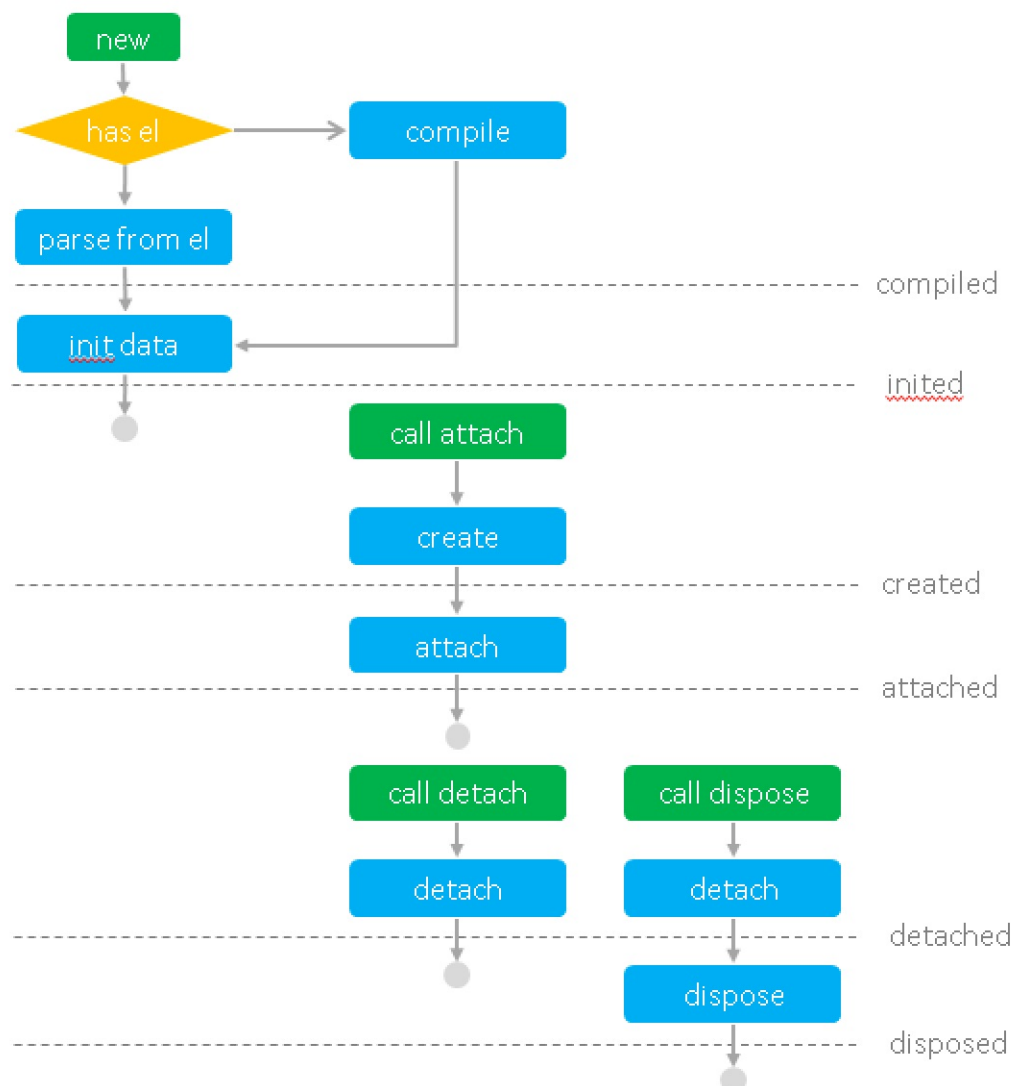 new
has el
compile
parse from el
compiled
init data
inited
call attach
create
created
attach
attached
call detach
call dispose
detach
detach
detached
dispose
disposed